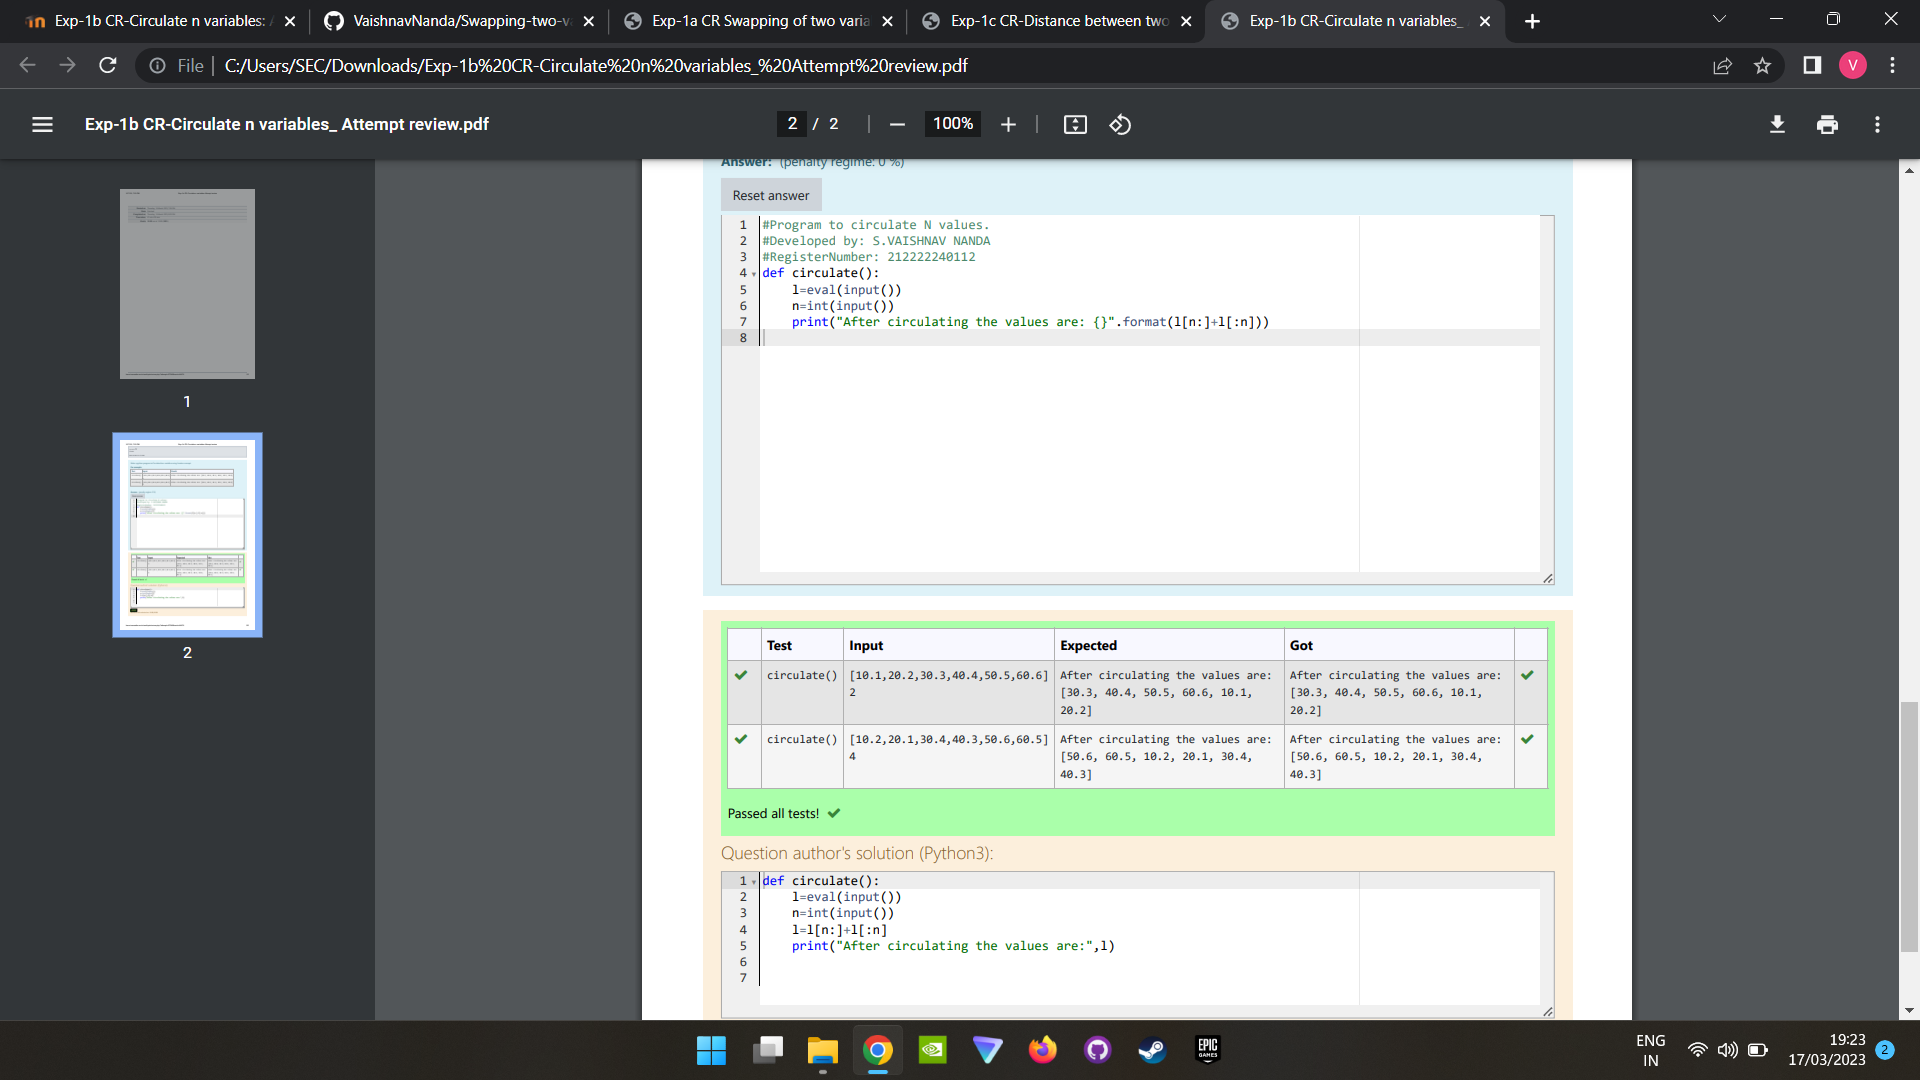 Exp-1b CR-Circulate n variables:
VaishnavNanda/Swapping-two-v
Exp-1a CR Swapping of two varia
Exp-1c CR-Distance between two
Exp-1b CR-Circulate n variables_
File
C:/Users/SEC/Downloads/Exp-1b%20CR-Circulate%20n%20variables_%20Attempt%20review.pdf
V
Exp-1b CR-Circulate n variables_ Attempt review.pdf
2 / 2
100%
1
2
Answer: (penalty regime: 0 %)
Reset answer
1 #Program to circulate N values.
2 #Developed by: S.VAISHNAV NANDA
3 #RegisterNumber: 212222240112
4 def circulate():
5 l=eval(input())
6 n=int(input())
7 print("After circulating the values are: {}".format(l[n:]+l[:n]))
8
Test Input Expected Got
circulate() [10.1,20.2,30.3,40.4,50.5,60.6] After circulating the values are: After circulating the values are:
2 [30.3, 40.4, 50.5, 60.6, 10.1, [30.3, 40.4, 50.5, 60.6, 10.1,
20.2] 20.2]
circulate() [10.2,20.1,30.4,40.3,50.6,60.5] After circulating the values are: After circulating the values are:
4 [50.6, 60.5, 10.2, 20.1, 30.4, [50.6, 60.5, 10.2, 20.1, 30.4,
40.3] 40.3]
Passed all tests!
Question author's solution (Python3):
1 def circulate():
2 l=eval(input())
3 n=int(input())
4 l=l[n:]+l[:n]
5 print("After circulating the values are:",l)
6
7
EPIC
GAMES
ENG
IN
19:23
17/03/2023
2